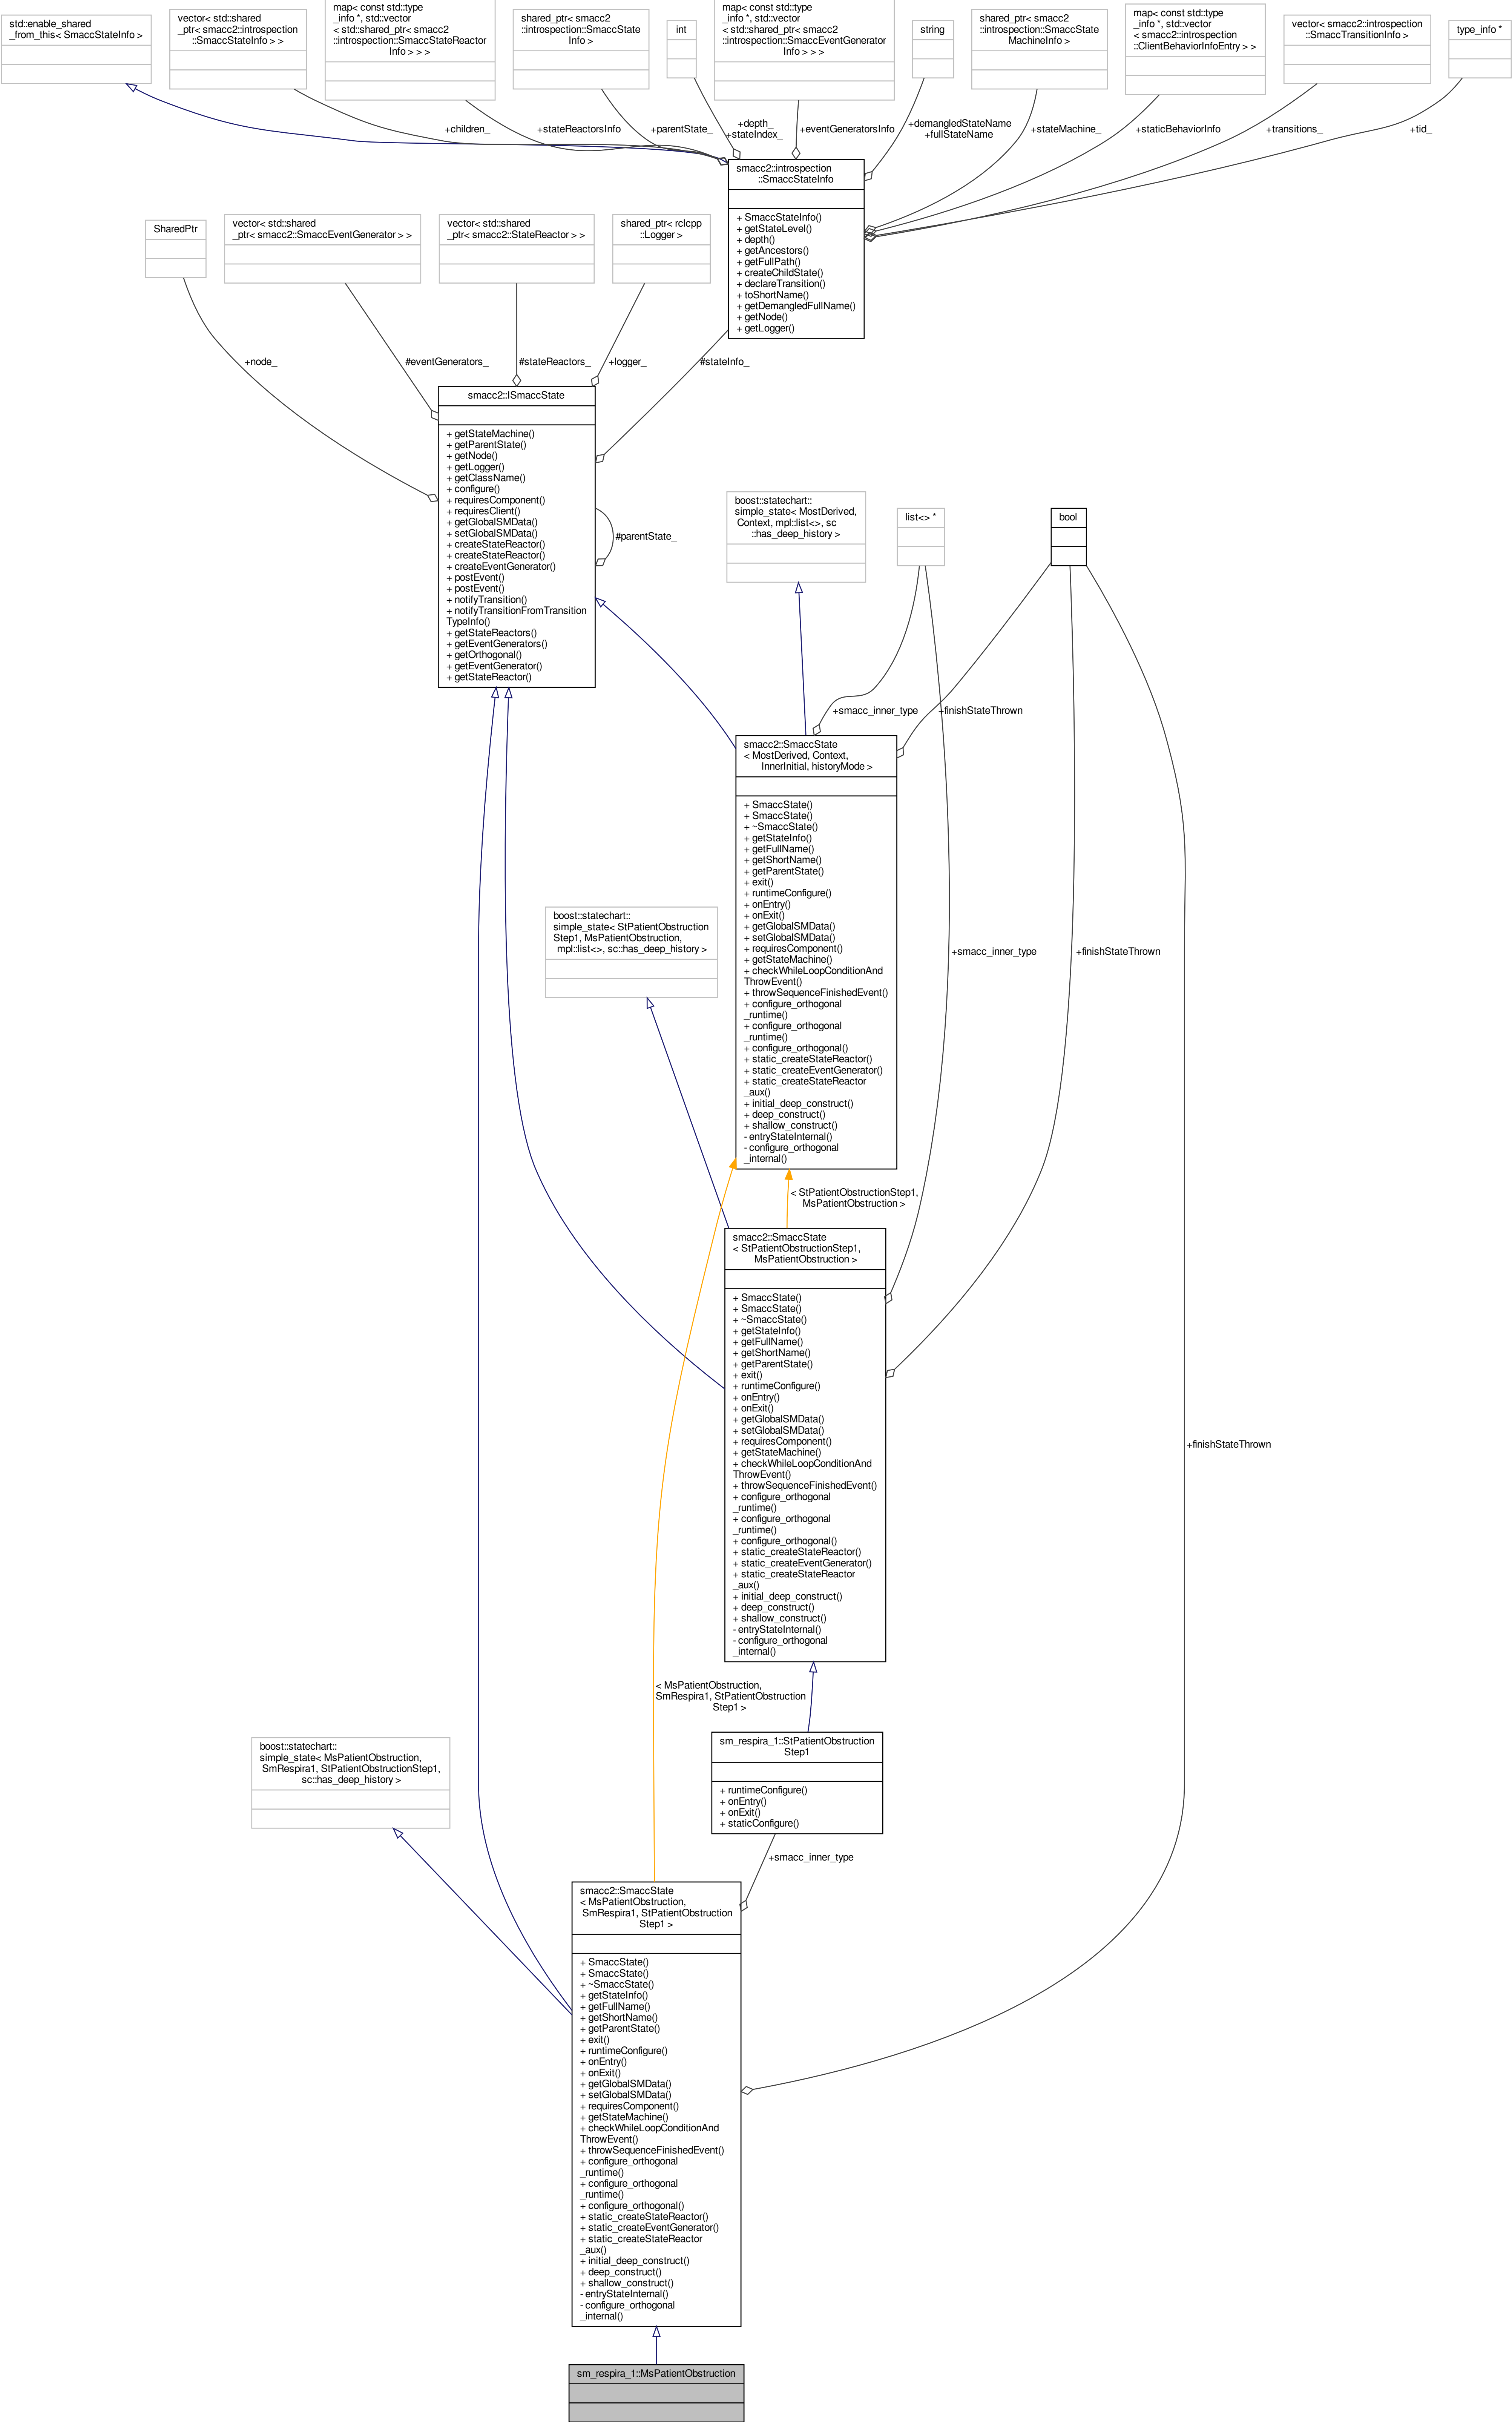 std::enable_shared
_from_this< SmaccStateInfo >
vector< std::shared
_ptr< smacc2::introspection
::SmaccStateInfo > >
map< const std::type
_info *, std::vector
< std::shared_ptr< smacc2
::introspection::SmaccStateReactor
Info > > >
shared_ptr< smacc2
::introspection::SmaccState
Info >
int
map< const std::type
_info *, std::vector
< std::shared_ptr< smacc2
::introspection::SmaccEventGenerator
Info > > >
string
shared_ptr< smacc2
::introspection::SmaccState
MachineInfo >
map< const std::type
_info *, std::vector
< smacc2::introspection
::ClientBehaviorInfoEntry > >
vector< smacc2::introspection
::SmaccTransitionInfo >
type_info *
+children_
+stateReactorsInfo
+parentState_
+depth_
+stateIndex_
+eventGeneratorsInfo
+demangledStateName
+fullStateName
+stateMachine_
+staticBehaviorInfo
+transitions_
+tid_
smacc2::introspection
::SmaccStateInfo
+ SmaccStateInfo()
+ getStateLevel()
+ depth()
+ getAncestors()
+ getFullPath()
+ createChildState()
+ declareTransition()
+ toShortName()
+ getDemangledFullName()
+ getNode()
+ getLogger()
SharedPtr
vector< std::shared
_ptr< smacc2::SmaccEventGenerator > >
vector< std::shared
_ptr< smacc2::StateReactor > >
shared_ptr< rclcpp
::Logger >
+node_
#eventGenerators_
#stateReactors_
+logger_
#stateInfo_
smacc2::ISmaccState
+ getStateMachine()
+ getParentState()
+ getNode()
+ getLogger()
+ getClassName()
+ configure()
+ requiresComponent()
+ requiresClient()
+ getGlobalSMData()
+ setGlobalSMData()
+ createStateReactor()
+ createStateReactor()
+ createEventGenerator()
+ postEvent()
+ postEvent()
+ notifyTransition()
+ notifyTransitionFromTransition
TypeInfo()
+ getStateReactors()
+ getEventGenerators()
+ getOrthogonal()
+ getEventGenerator()
+ getStateReactor()
#parentState_
boost::statechart::
simple_state< MostDerived,
Context, mpl::list<>, sc
::has_deep_history >
list<> *
bool
+smacc_inner_type
+finishStateThrown
smacc2::SmaccState
< MostDerived, Context,
InnerInitial, historyMode >
+ SmaccState()
+ SmaccState()
+ ~SmaccState()
+ getStateInfo()
+ getFullName()
+ getShortName()
+ getParentState()
+ exit()
+ runtimeConfigure()
+ onEntry()
+ onExit()
+ getGlobalSMData()
+ setGlobalSMData()
+ requiresComponent()
+ getStateMachine()
+ checkWhileLoopConditionAnd
ThrowEvent()
+ throwSequenceFinishedEvent()
+ configure_orthogonal
_runtime()
+ configure_orthogonal
_runtime()
+ configure_orthogonal()
+ static_createStateReactor()
+ static_createEventGenerator()
+ static_createStateReactor
_aux()
+ initial_deep_construct()
+ deep_construct()
+ shallow_construct()
- entryStateInternal()
- configure_orthogonal
_internal()
boost::statechart::
simple_state< StPatientObstruction
Step1, MsPatientObstruction,
mpl::list<>, sc::has_deep_history >
+smacc_inner_type
+finishStateThrown
< StPatientObstructionStep1,
MsPatientObstruction >
smacc2::SmaccState
< StPatientObstructionStep1,
MsPatientObstruction >
+ SmaccState()
+ SmaccState()
+ ~SmaccState()
+ getStateInfo()
+ getFullName()
+ getShortName()
+ getParentState()
+ exit()
+ runtimeConfigure()
+ onEntry()
+ onExit()
+ getGlobalSMData()
+ setGlobalSMData()
+ requiresComponent()
+ getStateMachine()
+ checkWhileLoopConditionAnd
ThrowEvent()
+ throwSequenceFinishedEvent()
+ configure_orthogonal
_runtime()
+ configure_orthogonal
_runtime()
+ configure_orthogonal()
+ static_createStateReactor()
+ static_createEventGenerator()
+ static_createStateReactor
_aux()
+ initial_deep_construct()
+ deep_construct()
+ shallow_construct()
- entryStateInternal()
- configure_orthogonal
_internal()
+finishStateThrown
< MsPatientObstruction,
SmRespira1, StPatientObstruction
Step1 >
sm_respira_1::StPatientObstruction
Step1
+ runtimeConfigure()
+ onEntry()
+ onExit()
+ staticConfigure()
boost::statechart::
simple_state< MsPatientObstruction,
SmRespira1, StPatientObstructionStep1,
sc::has_deep_history >
+smacc_inner_type
smacc2::SmaccState
< MsPatientObstruction,
SmRespira1, StPatientObstruction
Step1 >
+ SmaccState()
+ SmaccState()
+ ~SmaccState()
+ getStateInfo()
+ getFullName()
+ getShortName()
+ getParentState()
+ exit()
+ runtimeConfigure()
+ onEntry()
+ onExit()
+ getGlobalSMData()
+ setGlobalSMData()
+ requiresComponent()
+ getStateMachine()
+ checkWhileLoopConditionAnd
ThrowEvent()
+ throwSequenceFinishedEvent()
+ configure_orthogonal
_runtime()
+ configure_orthogonal
_runtime()
+ configure_orthogonal()
+ static_createStateReactor()
+ static_createEventGenerator()
+ static_createStateReactor
_aux()
+ initial_deep_construct()
+ deep_construct()
+ shallow_construct()
- entryStateInternal()
- configure_orthogonal
_internal()
sm_respira_1::MsPatientObstruction